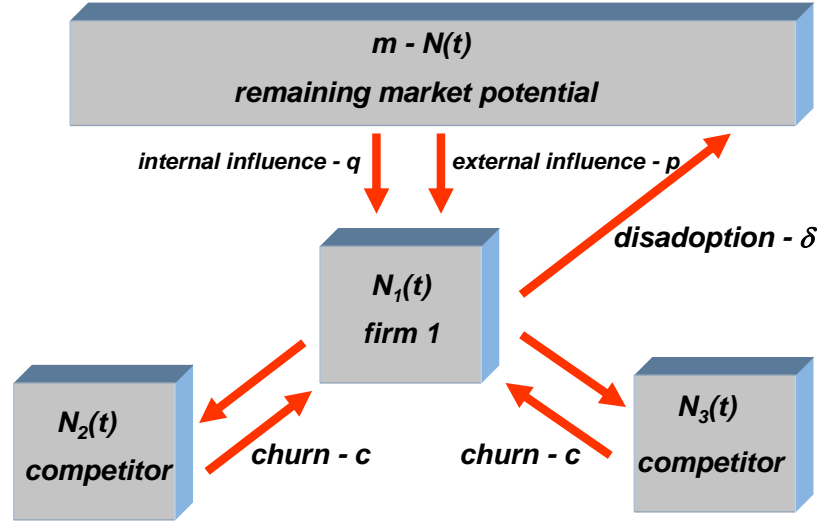 m - N(t)
remaining market potential
internal influence - q
external influence - p
disadoption - δ
N₁(t)
firm 1
N₂(t)
competitor
churn - c
churn - c
N₃(t)
competitor